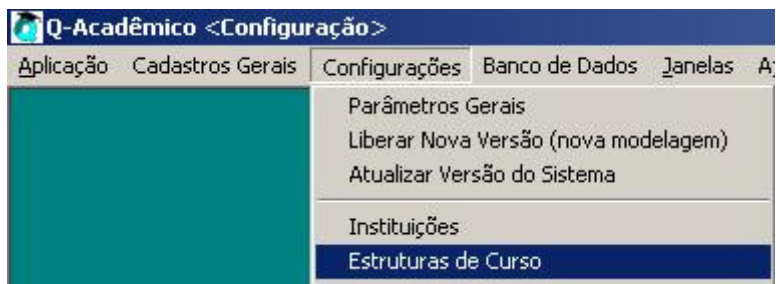 Q-Acadêmico <Configuração>
Aplicação Cadastros Gerais Configurações Banco de Dados Janelas
Parâmetros Gerais
Liberar Nova Versão (nova modelagem)
Atualizar Versão do Sistema
Instituições
Estruturas de Curso